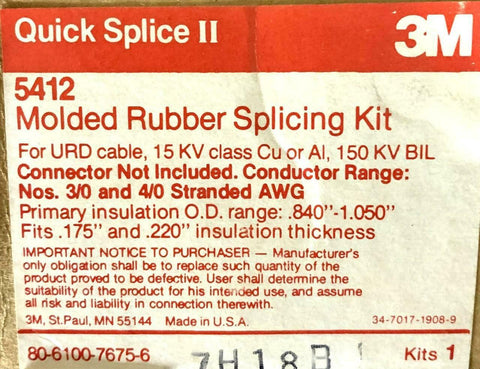 Quick Splice II
3M
5412
Molded Rubber Splicing Kit
For URD cable, 15 KV class Cu or Al, 150 KV BIL
Connector Not Included. Conductor Range:
Nos. 3/0 and 4/0 Stranded AWG
Primary insulation O.D. range: .840"-1.050"
Fits .175" and .220" insulation thickness
IMPORTANT NOTICE TO PURCHASER — Manufacturer's
only obligation shall be to replace such quantity of the
product proved to be defective. User shall determine the
suitability of the product for his intended use, and assume
all risk and liability in connection therewith.
3M, St.Paul, MN 55144 Made in U.S.A. 34-7017-1908-9
80-6100-7675-6 7H18B Kits 1